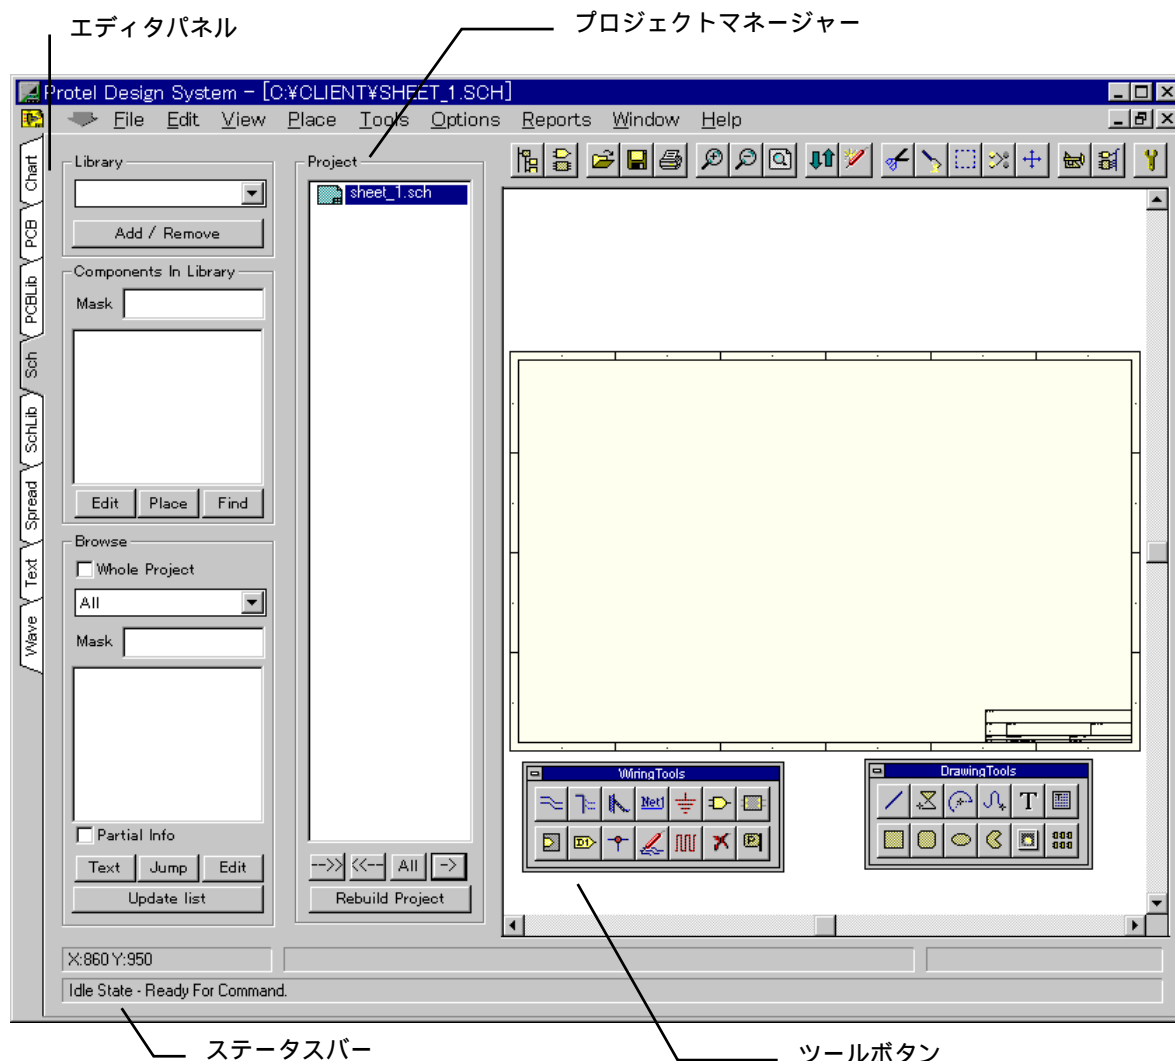 エディタパネル
プロジェクトマネージャー
Protel Design System - [C:¥CLIENT¥SHEET_1.SCH]
File Edit View Place Tools Options Reports Window Help
Chart
PCB
PCBLib
Sch
SchLib
Spread
Text
Wave
Library
Add / Remove
Components In Library
Mask
Edit Place Find
Browse
Whole Project
All
Mask
Partial Info
Text Jump Edit
Update list
Project
sheet_1.sch
-->> <<-- All ->
Rebuild Project
WiringTools
Net1
D1
P
DrawingTools
T
X:860 Y:950
Idle State - Ready For Command.
ステータスバー
ツールボタン